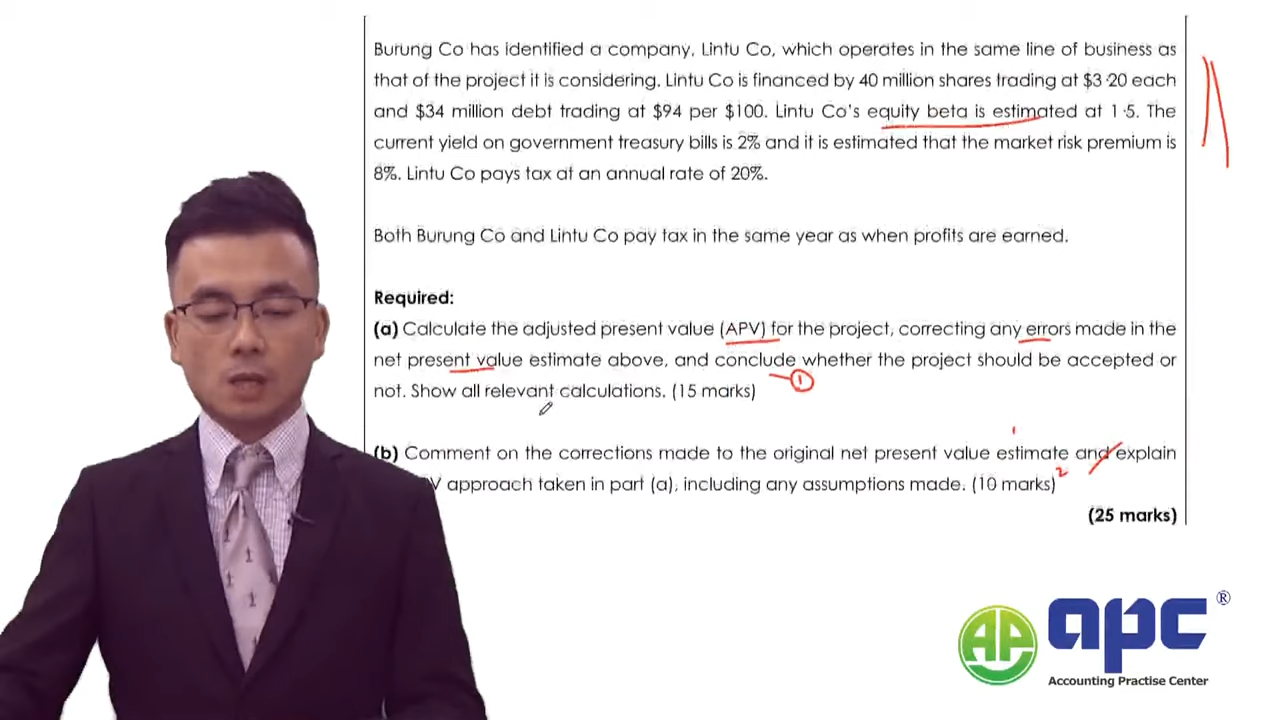 Burung Co has identified a company, Lintu Co, which operates in the same line of business as
that of the project it is considering. Lintu Co is financed by 40 million shares trading at $3·20 each
and $34 million debt trading at $94 per $100. Lintu Co's equity beta is estimated at 1·5. The
current yield on government treasury bills is 2% and it is estimated that the market risk premium is
8%. Lintu Co pays tax at an annual rate of 20%.
Both Burung Co and Lintu Co pay tax in the same year as when profits are earned.
Required:
(a) Calculate the adjusted present value (APV) for the project, correcting any errors made in the
net present value estimate above, and conclude whether the project should be accepted or
not. Show all relevant calculations. (15 marks)
1
(b) Comment on the corrections made to the original net present value estimate and explain
V approach taken in part (a), including any assumptions made. (10 marks)
2
(25 marks)
AP apc ®
Accounting Practise Center